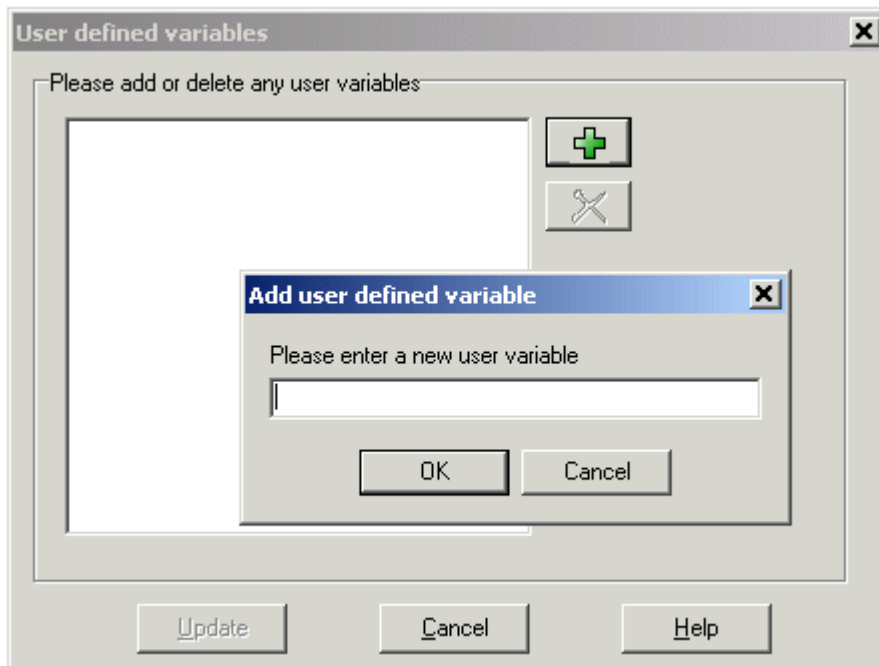 User defined variables
Please add or delete any user variables
Add user defined variable
Please enter a new user variable
OK Cancel
Update Cancel Help